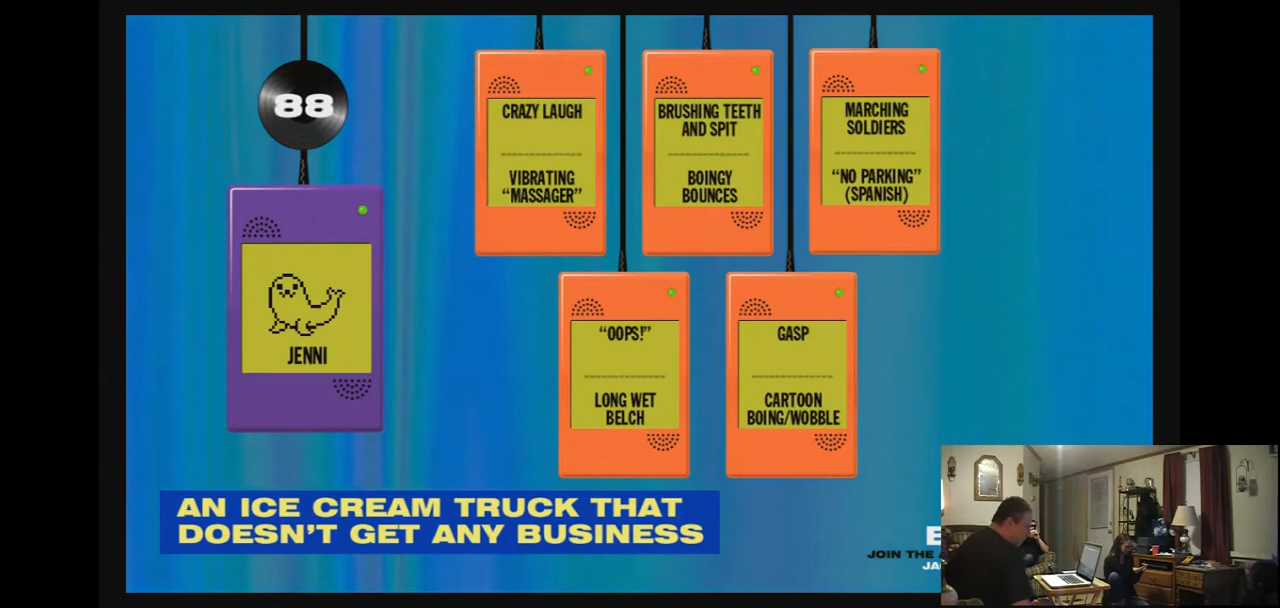 88
JENNI
CRAZY LAUGH
VIBRATING
“MASSAGER”
BRUSHING TEETH
AND SPIT
BOINGY
BOUNCES
MARCHING
SOLDIERS
“NO PARKING”
(SPANISH)
“OOPS!”
LONG WET
BELCH
GASP
CARTOON
BOING/WOBBLE
AN ICE CREAM TRUCK THAT
DOESN’T GET ANY BUSINESS
JOIN THE